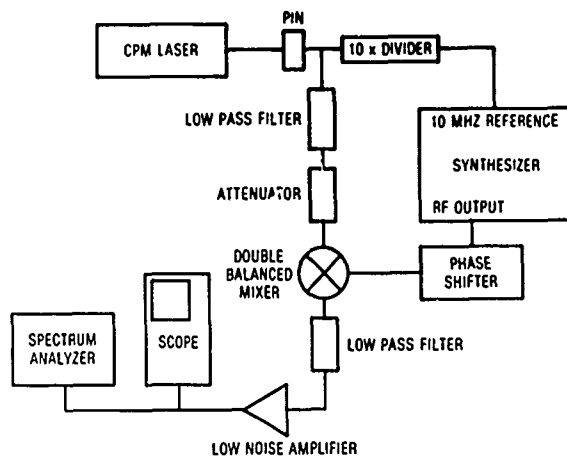 PIN
CPM LASER
10 x DIVIDER
LOW PASS FILTER
10 MHZ REFERENCE
SYNTHESIZER
RF OUTPUT
ATTENUATOR
DOUBLE
BALANCED
MIXER
PHASE
SHIFTER
SPECTRUM
ANALYZER
SCOPE
LOW PASS FILTER
LOW NOISE AMPLIFIER